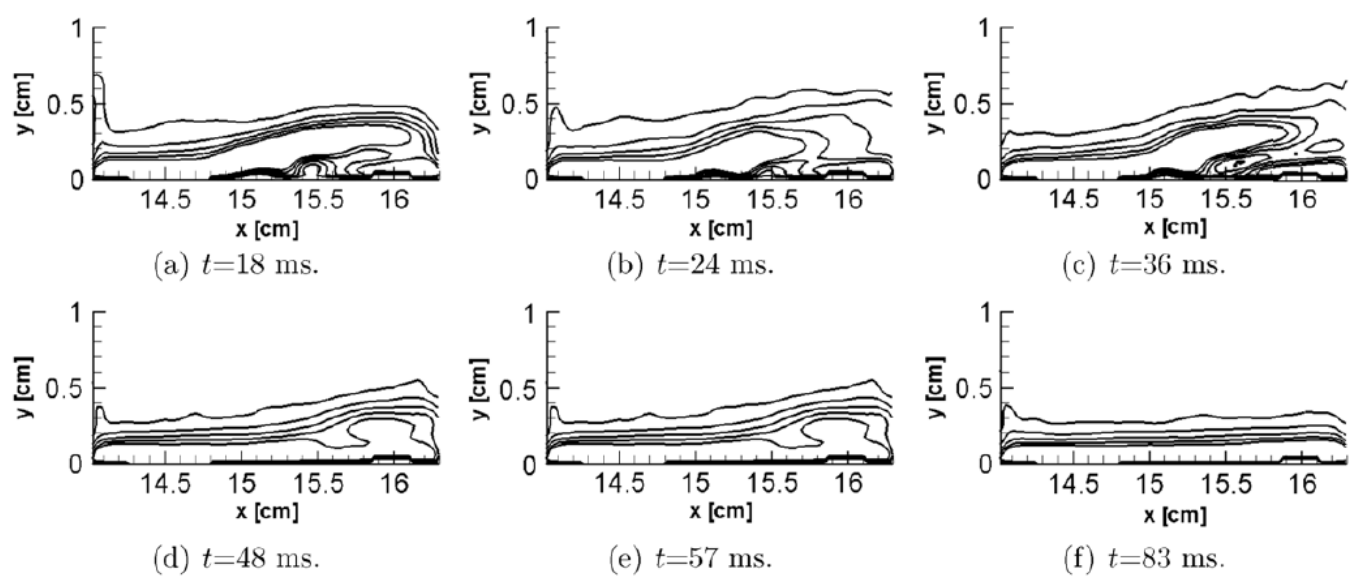 1 1 1
y [cm] 0.5 y [cm] 0.5 y [cm] 0.5
0 0 0
14.5 15 15.5 16 14.5 15 15.5 16 14.5 15 15.5 16
x [cm] x [cm] x [cm]
(a) t=18 ms. (b) t=24 ms. (c) t=36 ms.
1 1 1
y [cm] 0.5 y [cm] 0.5 y [cm] 0.5
0 0 0
14.5 15 15.5 16 14.5 15 15.5 16 14.5 15 15.5 16
x [cm] x [cm] x [cm]
(d) t=48 ms. (e) t=57 ms. (f) t=83 ms.